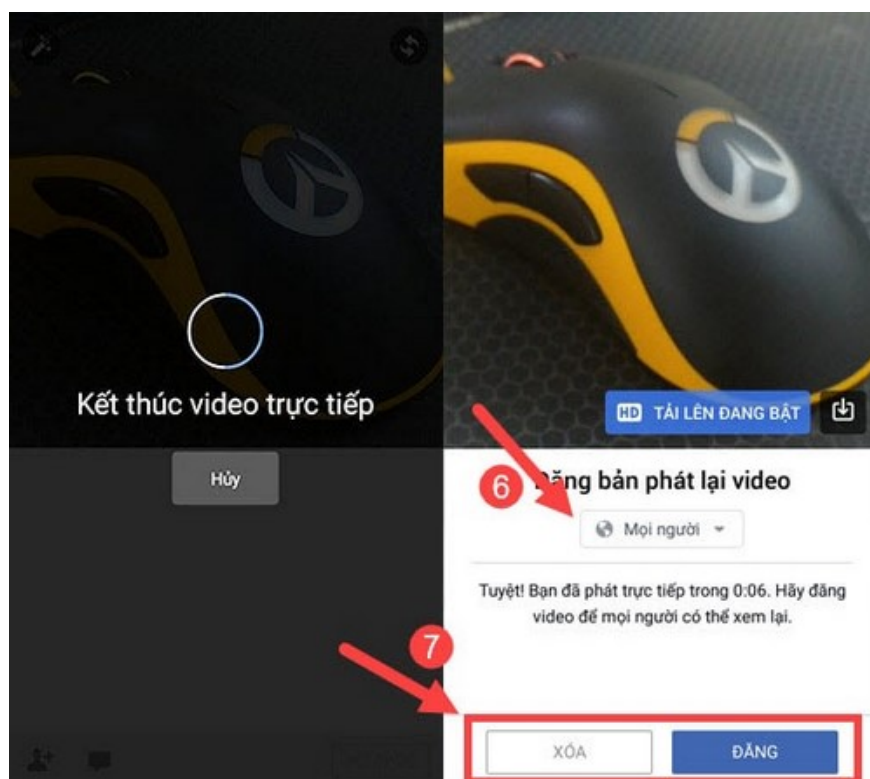 Kết thúc video trực tiếp
Hủy
HD TẢI LÊN ĐANG BẬT
6
Đăng bản phát lại video
Mọi người
Tuyệt! Bạn đã phát trực tiếp trong 0:06. Hãy đăng
video để mọi người có thể xem lại.
7
XÓA
ĐĂNG